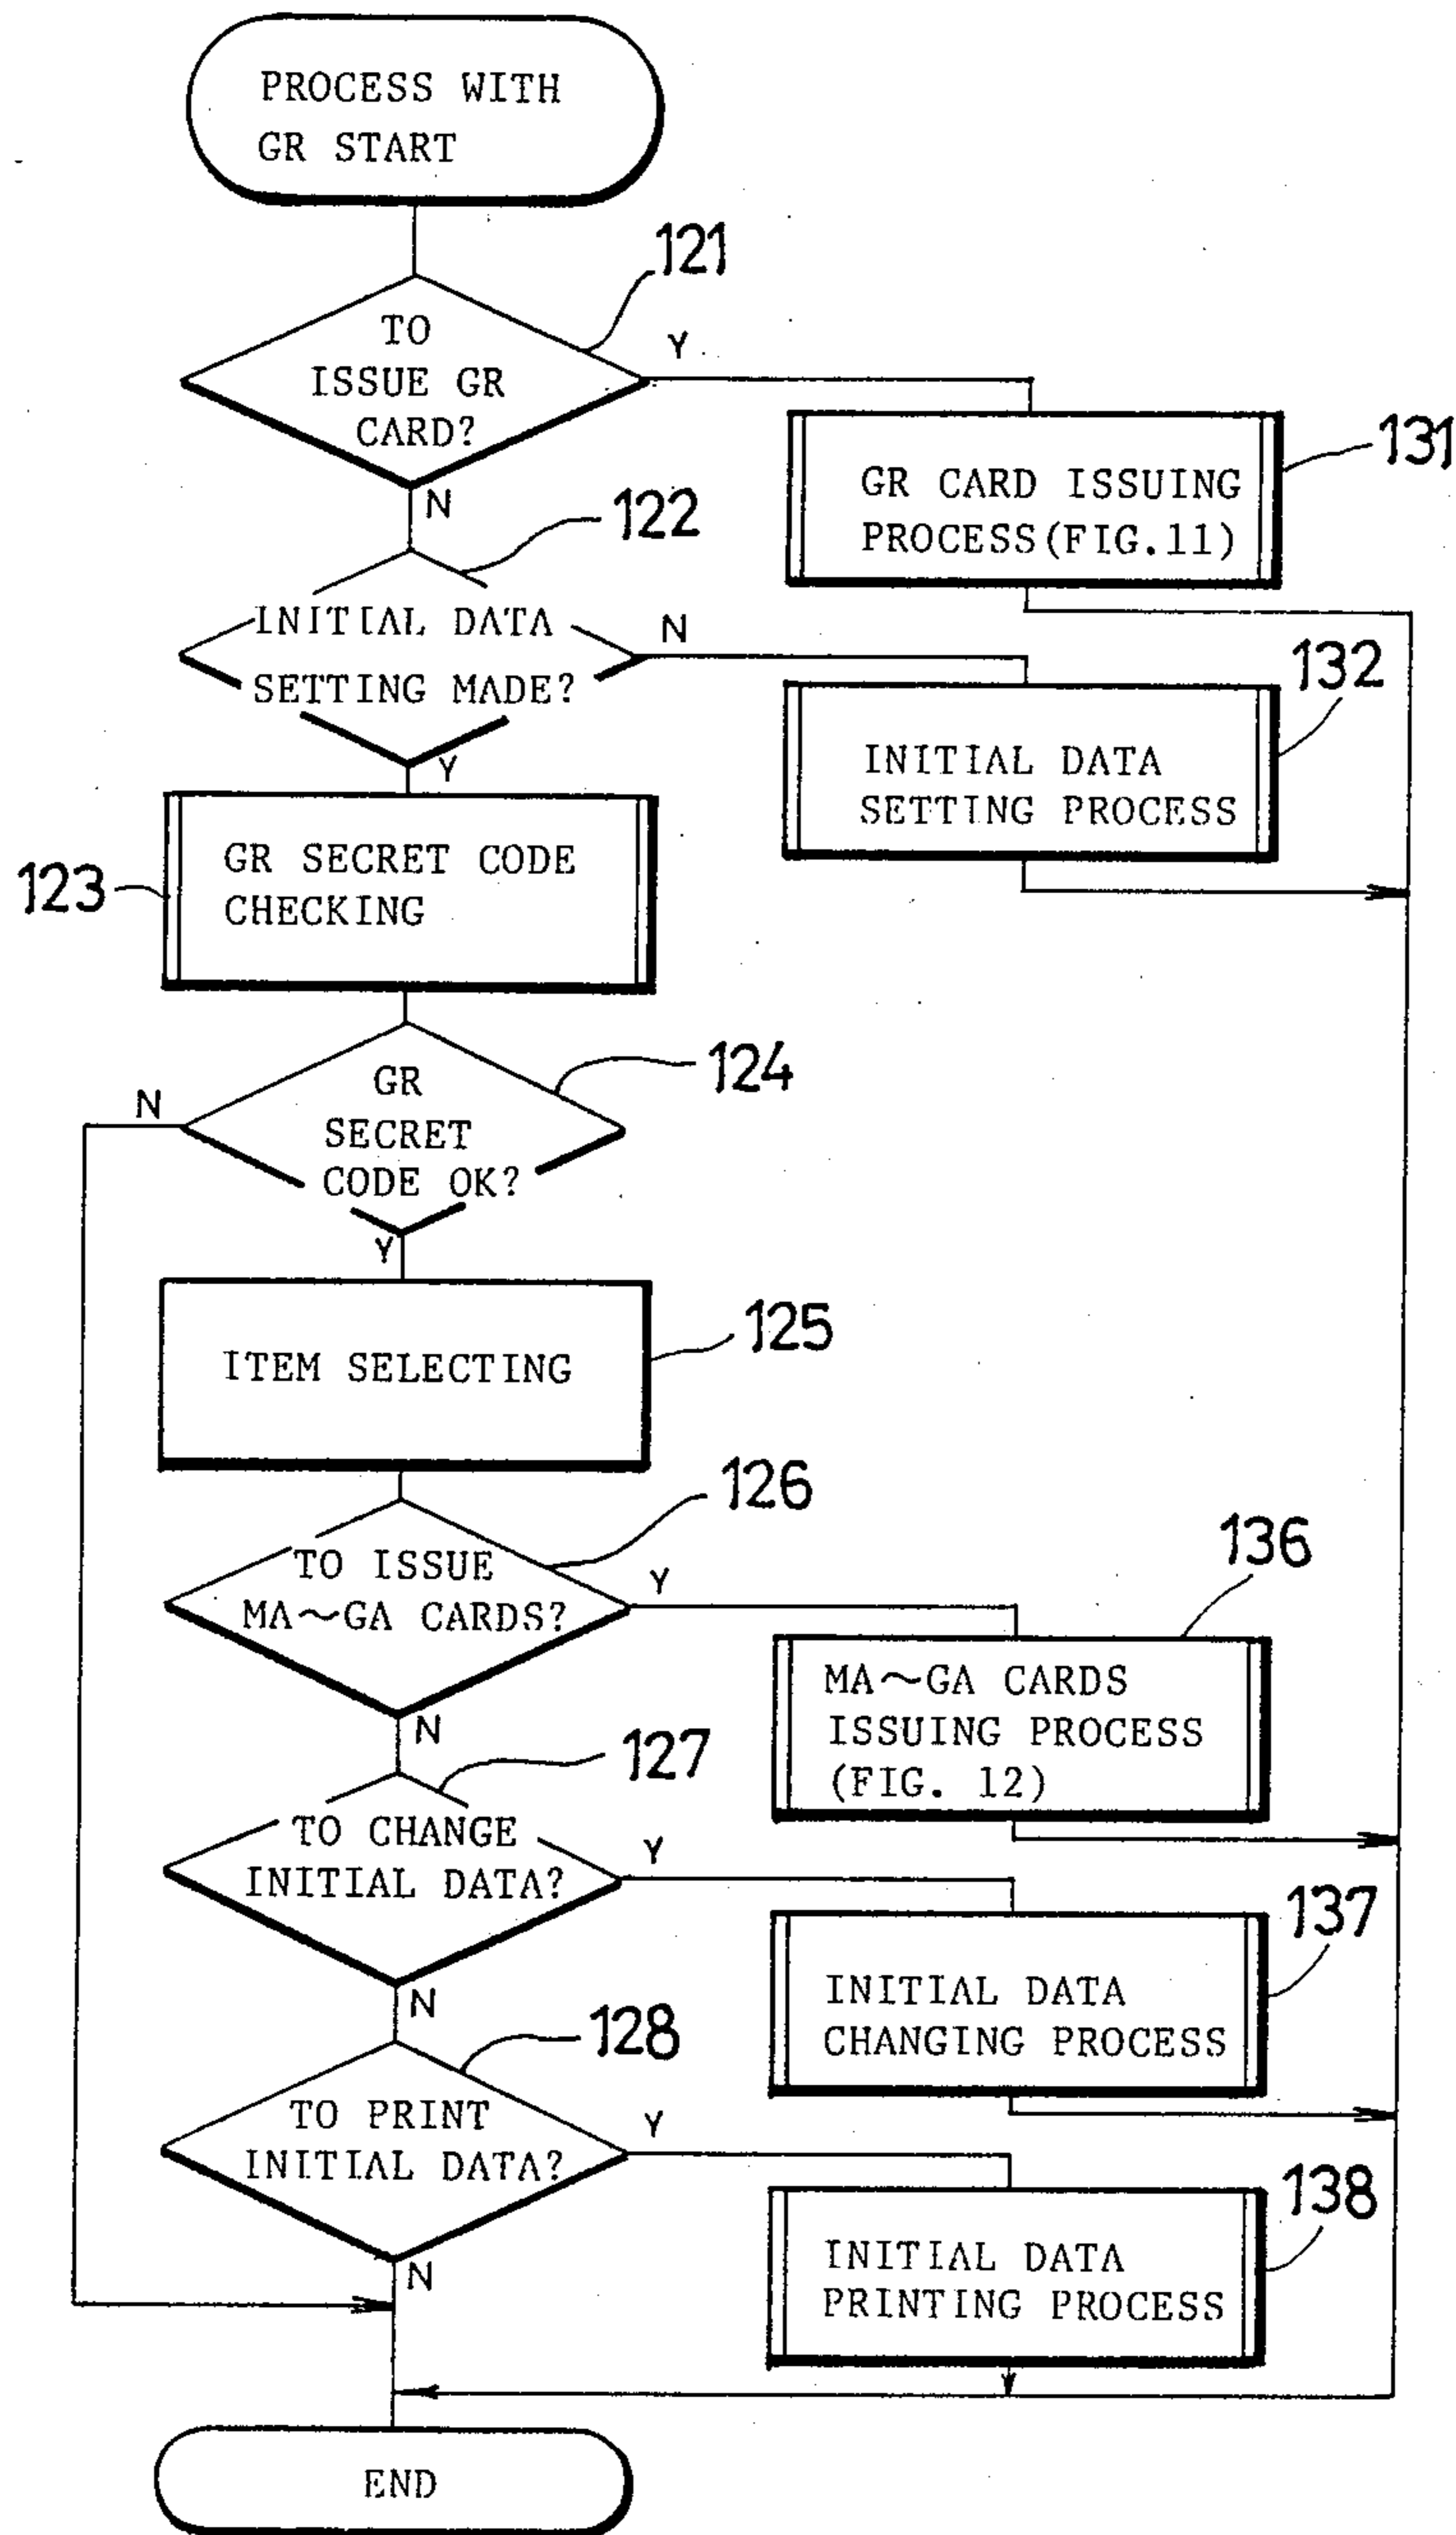 PROCESS WITH
GR START
121
TO
ISSUE GR
CARD?
Y
N
131
GR CARD ISSUING
PROCESS(FIG.11)
122
INITIAL DATA
SETTING MADE?
N
Y
132
INITIAL DATA
SETTING PROCESS
123
GR SECRET CODE
CHECKING
124
GR
SECRET
CODE OK?
N
Y
125
ITEM SELECTING
126
TO ISSUE
MA~GA CARDS?
Y
N
136
MA~GA CARDS
ISSUING PROCESS
(FIG. 12)
127
TO CHANGE
INITIAL DATA?
Y
N
137
INITIAL DATA
CHANGING PROCESS
128
TO PRINT
INITIAL DATA?
Y
N
138
INITIAL DATA
PRINTING PROCESS
END